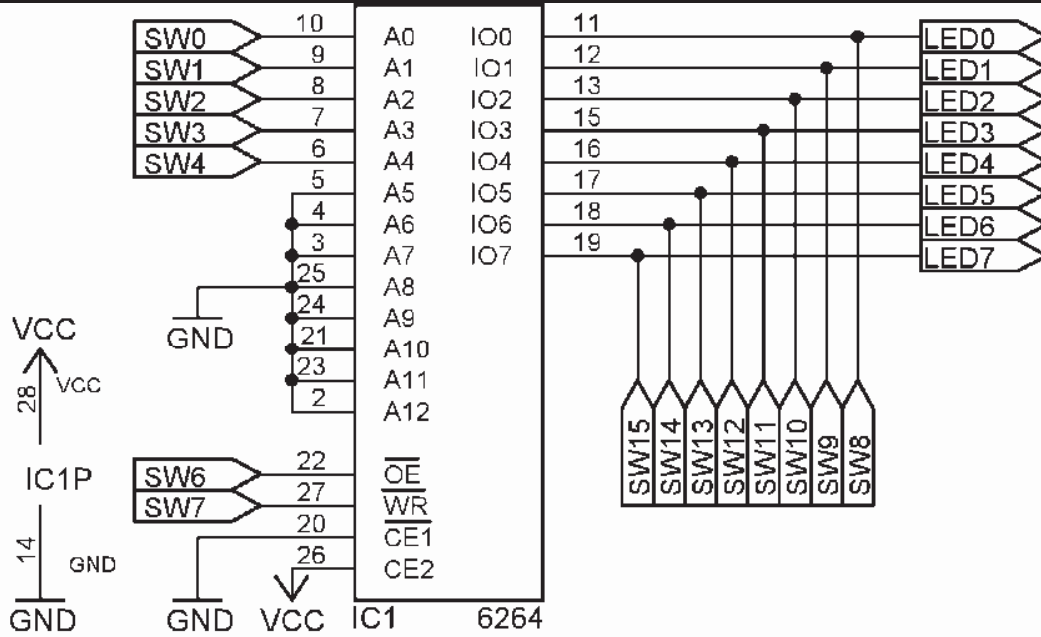 SW0 10 A0 IO0 11 LED0
SW1 9 A1 IO1 12 LED1
SW2 8 A2 IO2 13 LED2
SW3 7 A3 IO3 15 LED3
SW4 6 A4 IO4 16 LED4
5 A5 IO5 17 LED5
4 A6 IO6 18 LED6
3 A7 IO7 19 LED7
25 A8
GND 24 A9
21 A10
23 A11
2 A12
VCC
28 VCC
IC1P
14 GND
GND
SW6 22 OE
SW7 27 WR
20 CE1
26 CE2
GND VCC IC1 6264
SW15
SW14
SW13
SW12
SW11
SW10
SW9
SW8